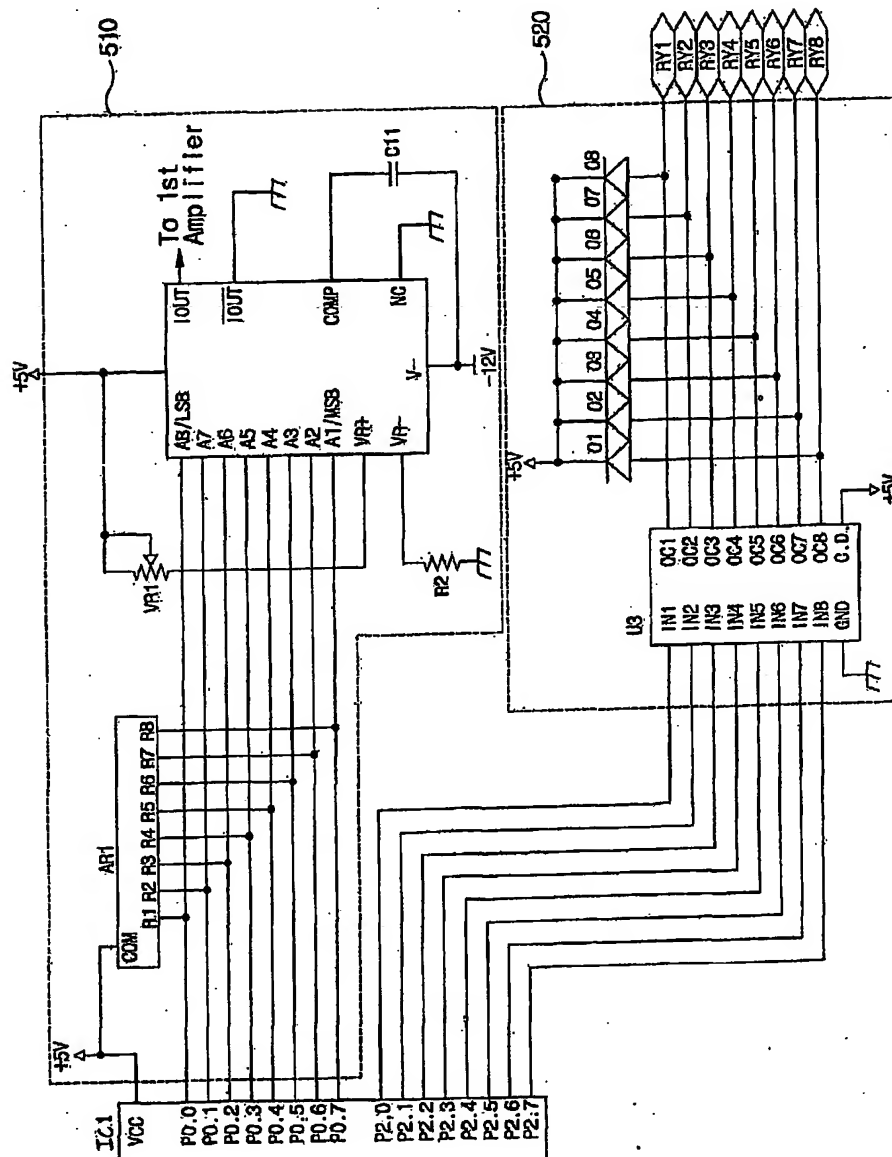 510
520
+5V
+5V
To 1st
Amplifier
IOUT
IOUT
COMP
NC
V-
-12V
C11
A8/LSB
A7
A6
A5
A4
A3
A2
A1/MSB
VR+
VR-
VR1
R2
AR1
COM
R1 R2 R3 R4 R5 R6 R7 R8
IC1
VCC
P0.0
P0.1
P0.2
P0.3
P0.4
P0.5
P0.6
P0.7
P2.0
P2.1
P2.2
P2.3
P2.4
P2.5
P2.6
P2.7
+5V
01 02 03 04 05 06 07 08
U3
IN1 OC1
IN2 OC2
IN3 OC3
IN4 OC4
IN5 OC5
IN6 OC6
IN7 OC7
IN8 OC8
GND C.D.
+5V
RY1
RY2
RY3
RY4
RY5
RY6
RY7
RY8